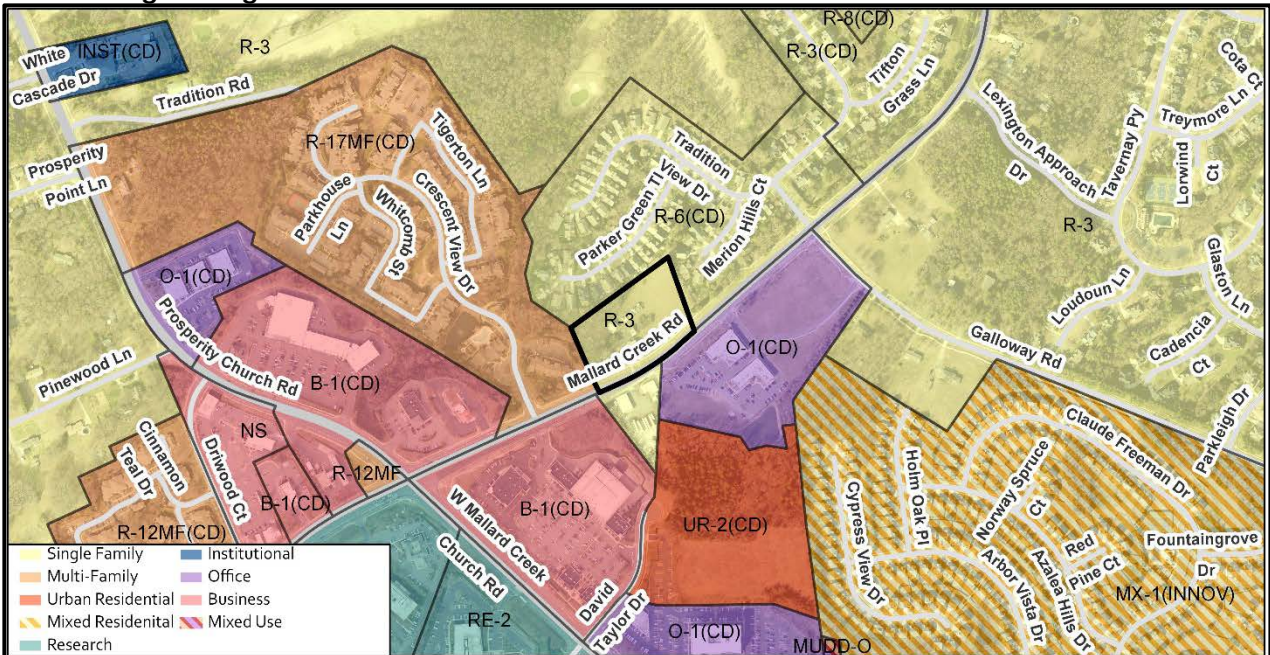 White
Cascade Dr
INST(CD)
R-3
Tradition Rd
Prosperity
Point Ln
R-17MF(CD)
Tigerton Ln
Parkhouse
Ln
Whitcomb St
Crescent View Dr
R-8(CD)
R-3(CD)
Tifton
Grass Ln
Tradition
View Dr
Parker Green Tl
R-6(CD)
Merion Hills Ct
Lexington Approach
Dr
Tavernay Py
Cota Ct
Treymore Ln
Lorwind
Ct
R-3
Glaston Ln
Loudoun Ln
Cadencia
Ct
O-1(CD)
Prosperity Church Rd
Pinewood Ln
B-1(CD)
R-3
Mallard Creek Rd
O-1(CD)
Galloway Rd
Parkleigh Dr
NS
Driwood Ct
Cinnamon
Teal Dr
B-1(CD)
R-12MF
R-12MF(CD)
B-1(CD)
W Mallard Creek
Church Rd
RE-2
David
Taylor Dr
UR-2(CD)
O-1(CD)
MUDD-O
Cypress View Dr
Holm Oak Pl
Norway Spruce
Ct
Claude Freeman Dr
Arbor Vista Dr
Azalea Hills Dr
Red
Pine Ct
Fountaingrove
Dr
MX-1(INNOV)
Single Family
Multi-Family
Urban Residential
Mixed Residential
Research
Institutional
Office
Business
Mixed Use